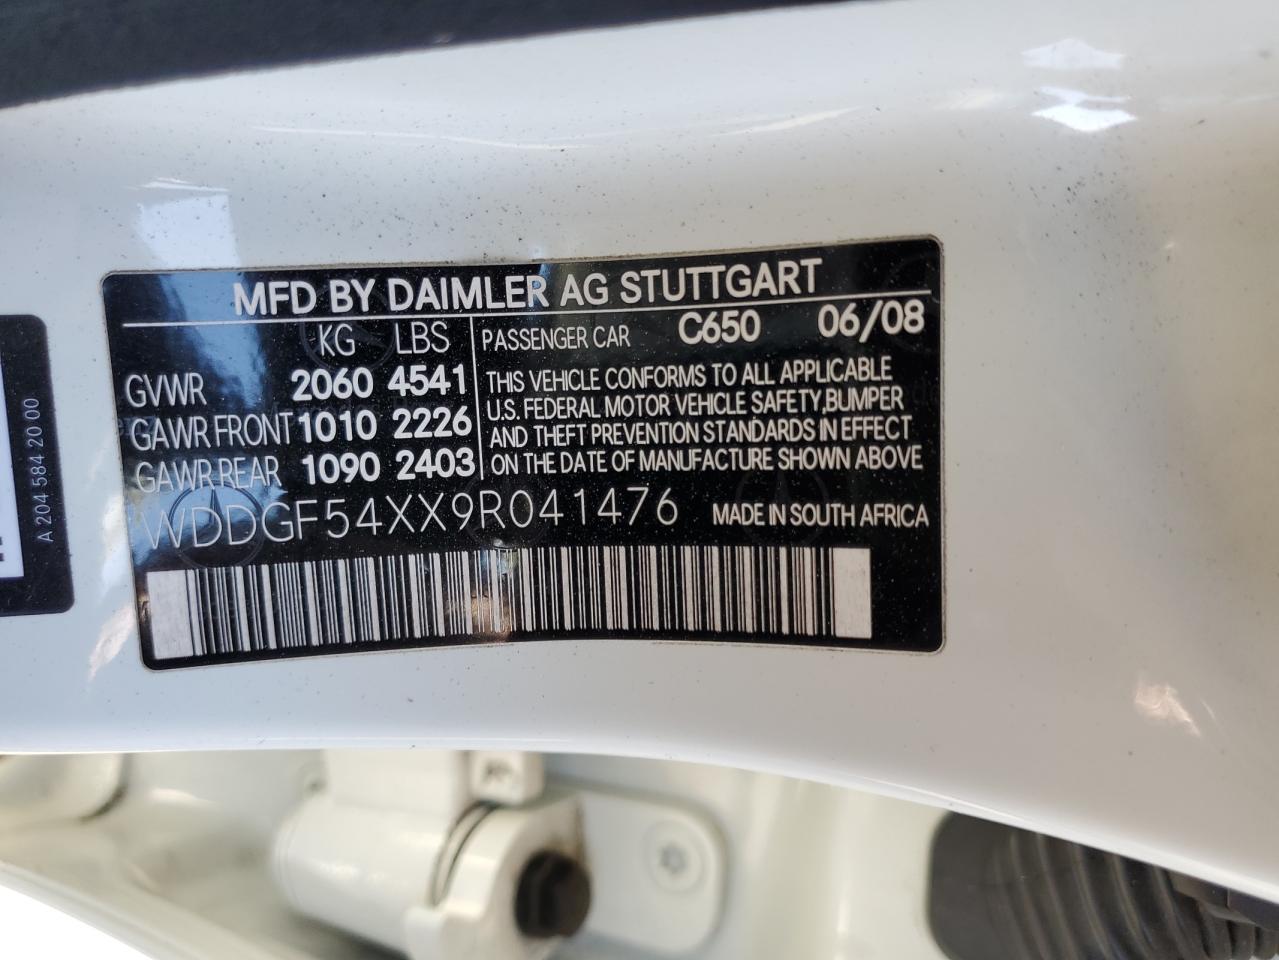 MFD BY DAIMLER AG STUTTGART
KG LBS
GVWR 2060 4541
GAWR FRONT 1010 2226
GAWR REAR 1090 2403
PASSENGER CAR C650 06/08
THIS VEHICLE CONFORMS TO ALL APPLICABLE
U.S. FEDERAL MOTOR VEHICLE SAFETY, BUMPER
AND THEFT PREVENTION STANDARDS IN EFFECT
ON THE DATE OF MANUFACTURE SHOWN ABOVE
WDDGF54XX9R041476 MADE IN SOUTH AFRICA
A 204 584 20 00